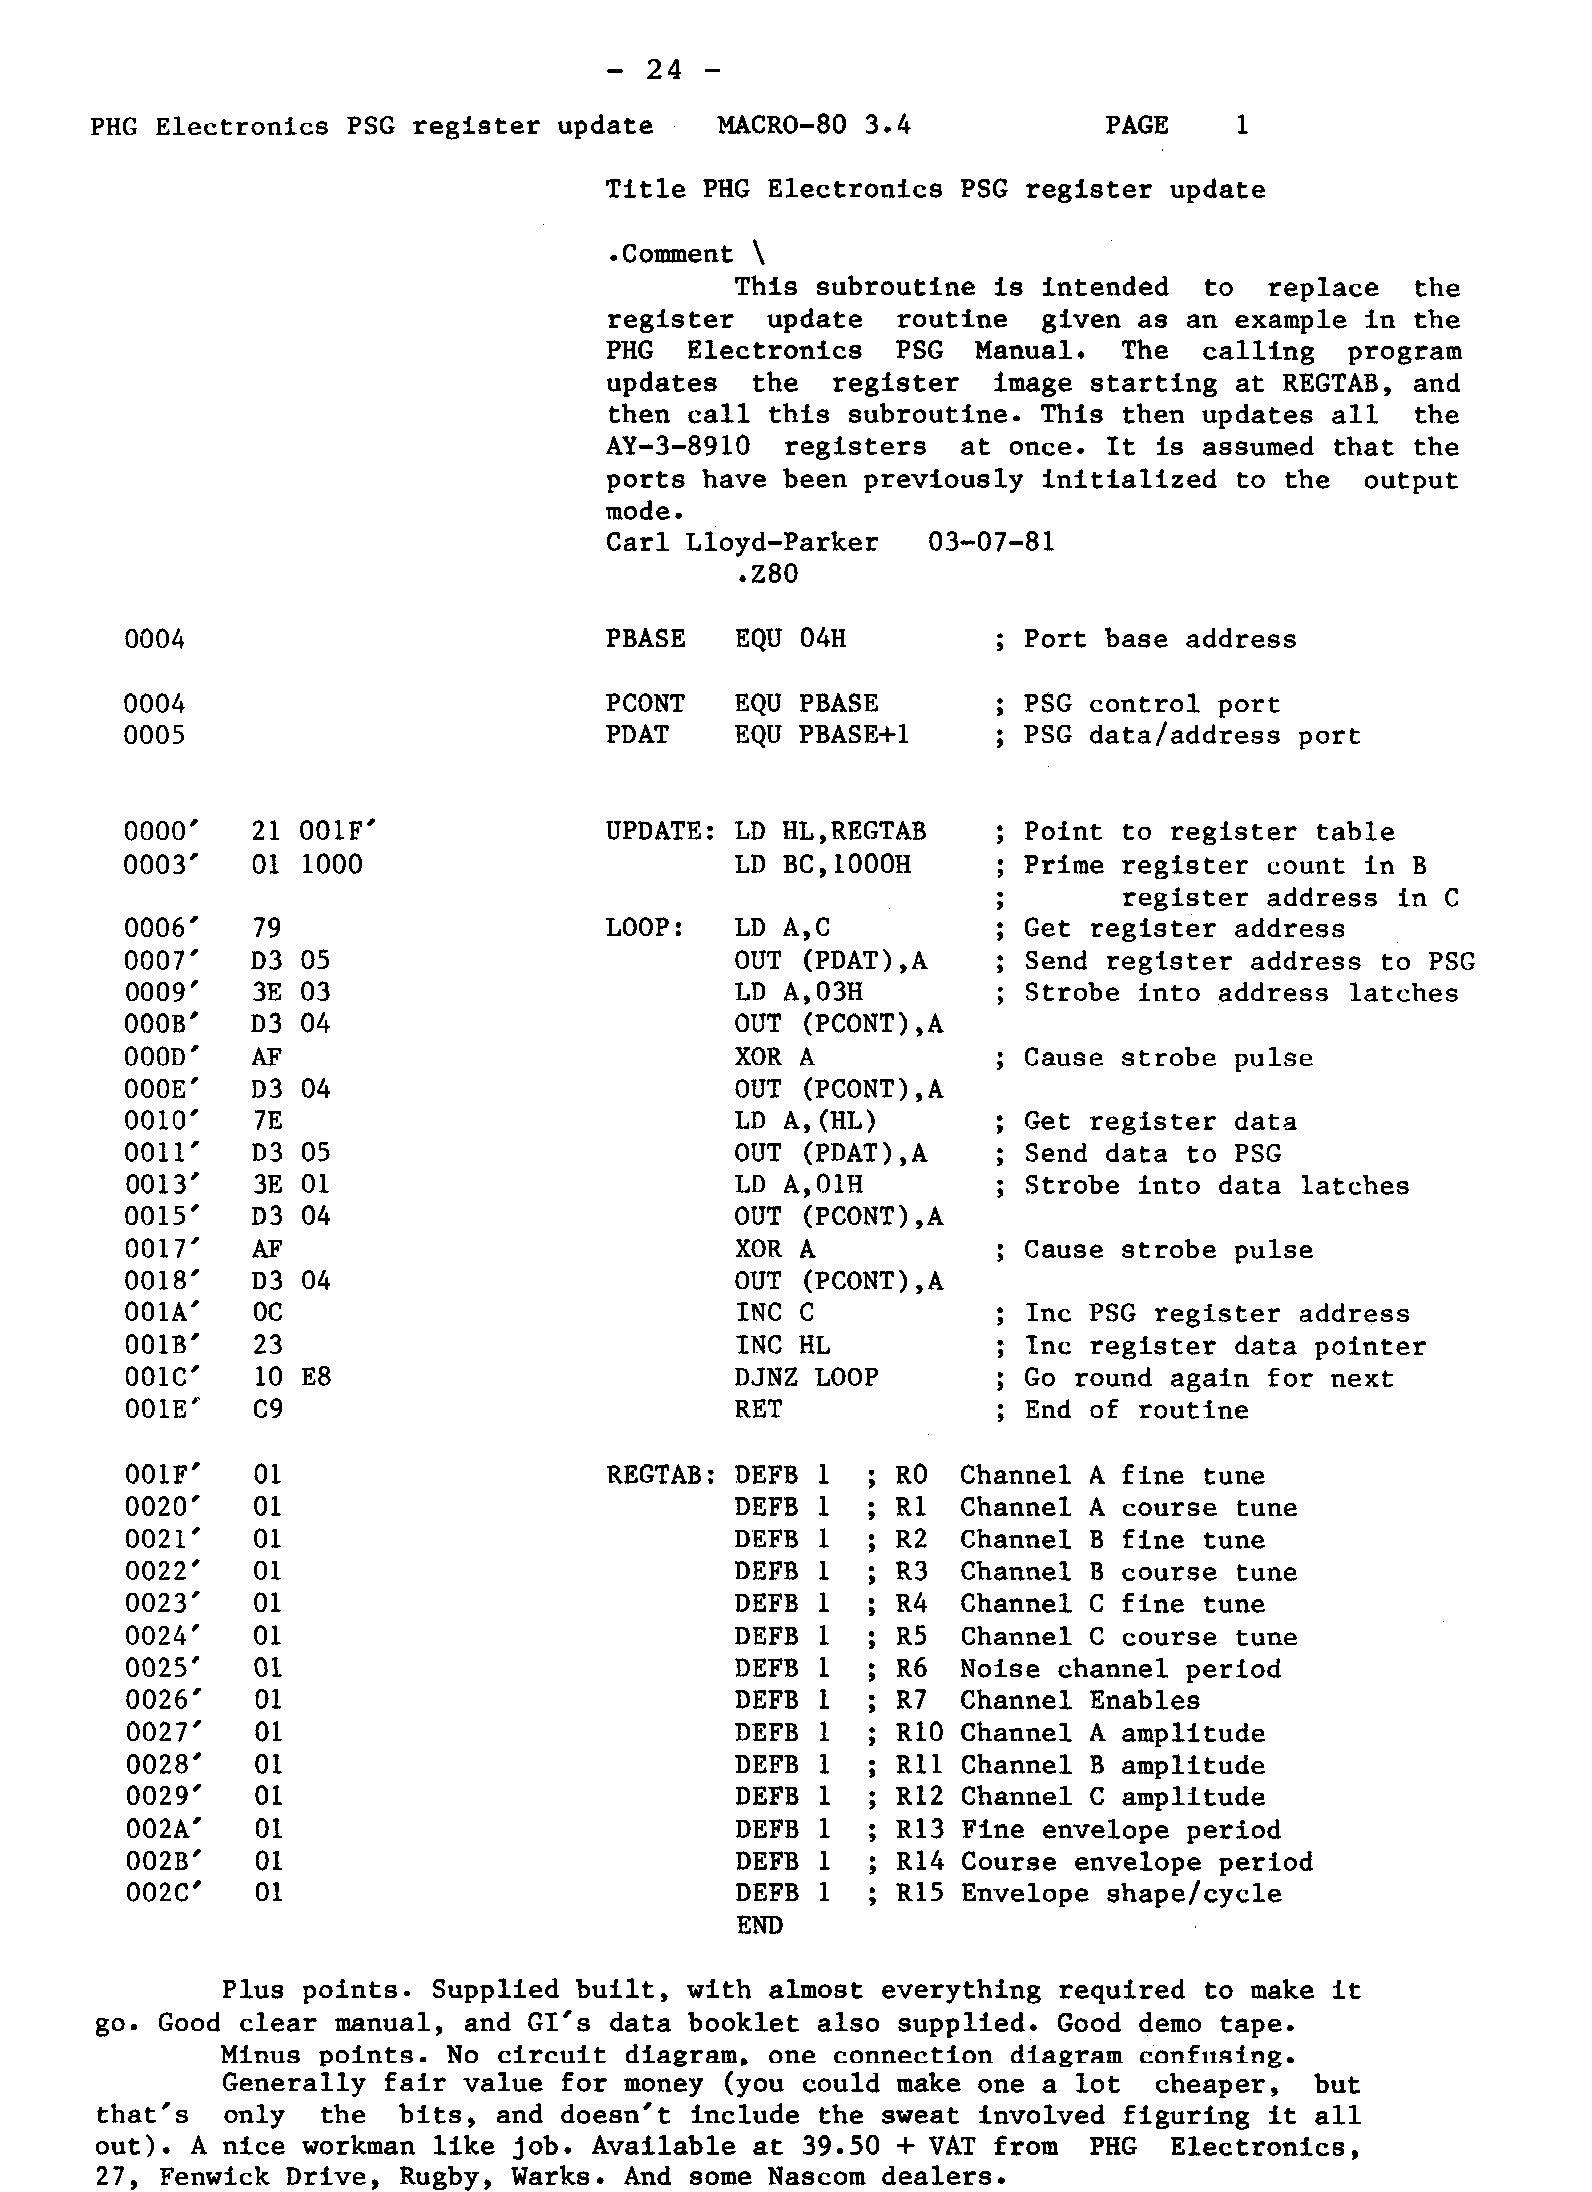 - 24 -
PHG Electronics PSG register update MACRO-80 3.4 PAGE 1
Title PHG Electronics PSG register update
.Comment \
This subroutine is intended to replace the
register update routine given as an example in the
PHG Electronics PSG Manual. The calling program
updates the register image starting at REGTAB, and
then call this subroutine. This then updates all the
AY-3-8910 registers at once. It is assumed that the
ports have been previously initialized to the output
mode.
Carl Lloyd-Parker 03-07-81
.Z80
0004 PBASE EQU 04H ; Port base address
0004 PCONT EQU PBASE ; PSG control port
0005 PDAT EQU PBASE+1 ; PSG data/address port
0000' 21 001F' UPDATE: LD HL,REGTAB ; Point to register table
0003' 01 1000 LD BC,1000H ; Prime register count in B
; register address in C
0006' 79 LOOP: LD A,C ; Get register address
0007' D3 05 OUT (PDAT),A ; Send register address to PSG
0009' 3E 03 LD A,03H ; Strobe into address latches
000B' D3 04 OUT (PCONT),A
000D' AF XOR A ; Cause strobe pulse
000E' D3 04 OUT (PCONT),A
0010' 7E LD A,(HL) ; Get register data
0011' D3 05 OUT (PDAT),A ; Send data to PSG
0013' 3E 01 LD A,01H ; Strobe into data latches
0015' D3 04 OUT (PCONT),A
0017' AF XOR A ; Cause strobe pulse
0018' D3 04 OUT (PCONT),A
001A' 0C INC C ; Inc PSG register address
001B' 23 INC HL ; Inc register data pointer
001C' 10 E8 DJNZ LOOP ; Go round again for next
001E' C9 RET ; End of routine
001F' 01 REGTAB: DEFB 1 ; R0 Channel A fine tune
0020' 01 DEFB 1 ; R1 Channel A course tune
0021' 01 DEFB 1 ; R2 Channel B fine tune
0022' 01 DEFB 1 ; R3 Channel B course tune
0023' 01 DEFB 1 ; R4 Channel C fine tune
0024' 01 DEFB 1 ; R5 Channel C course tune
0025' 01 DEFB 1 ; R6 Noise channel period
0026' 01 DEFB 1 ; R7 Channel Enables
0027' 01 DEFB 1 ; R10 Channel A amplitude
0028' 01 DEFB 1 ; R11 Channel B amplitude
0029' 01 DEFB 1 ; R12 Channel C amplitude
002A' 01 DEFB 1 ; R13 Fine envelope period
002B' 01 DEFB 1 ; R14 Course envelope period
002C' 01 DEFB 1 ; R15 Envelope shape/cycle
END
Plus points. Supplied built, with almost everything required to make it
go. Good clear manual, and GI's data booklet also supplied. Good demo tape.
Minus points. No circuit diagram, one connection diagram confusing.
Generally fair value for money (you could make one a lot cheaper, but
that's only the bits, and doesn't include the sweat involved figuring it all
out). A nice workman like job. Available at 39.50 + VAT from PHG Electronics,
27, Fenwick Drive, Rugby, Warks. And some Nascom dealers.